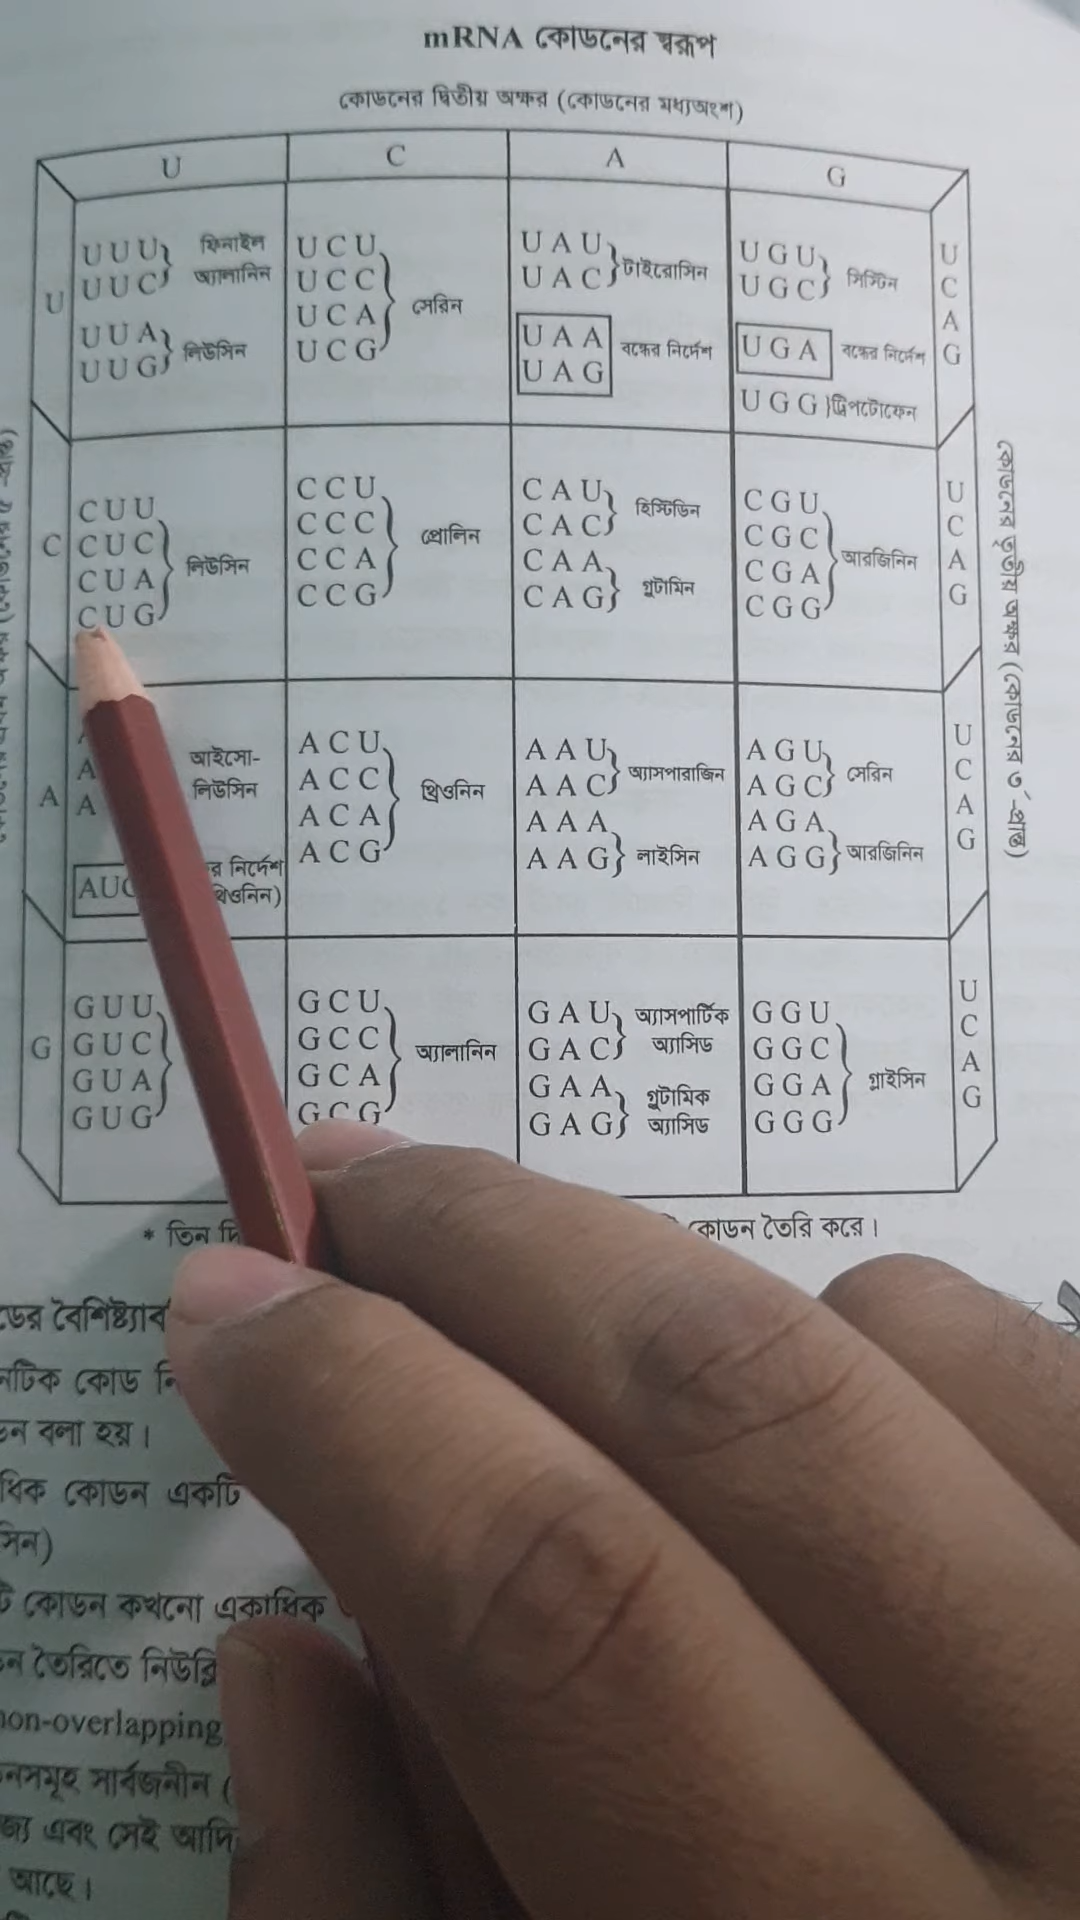 mRNA কোডনের স্বরূপ
কোডনের দ্বিতীয় অক্ষর (কোডনের মধ্যঅংশ)
U C A G
U
UUU
UUC
ফিনাইল
অ্যালানিন
UUA
UUG
লিউসিন
UCU
UCC
UCA
UCG
সেরিন
UAU
UAC
টাইরোসিন
UAA
UAG
বন্ধের নির্দেশ
UGU
UGC
সিস্টিন
UGA
বন্ধের নির্দেশ
UGG
ট্রিপটোফেন
U
C
A
G
C
CUU
CUC
CUA
CUG
লিউসিন
CCU
CCC
CCA
CCG
প্রোলিন
CAU
CAC
হিস্টিডিন
CAA
CAG
গ্লুটামিন
CGU
CGC
CGA
CGG
আরজিনিন
U
C
A
G
A
A
A
আইসো-
লিউসিন
AUG
র নির্দেশ
থিওনিন)
ACU
ACC
ACA
ACG
থ্রিওনিন
AAU
AAC
অ্যাসপারাজিন
AAA
AAG
লাইসিন
AGU
AGC
সেরিন
AGA
AGG
আরজিনিন
U
C
A
G
G
GUU
GUC
GUA
GUG
GCU
GCC
GCA
GCG
অ্যালানিন
GAU
GAC
অ্যাসপার্টিক
অ্যাসিড
GAA
GAG
গ্লুটামিক
অ্যাসিড
GGU
GGC
GGA
GGG
গ্লাইসিন
U
C
A
G
কোডনের তৃতীয় অক্ষর (কোডনের ৩´-প্রান্ত)
* তিন কোডন তৈরি করে।
ডের
নটিক কোড
ন বলা হয়।
ধিক কোডন একটি
সিন)
টি কোডন কখনো একাধিক
ন তৈরিতে
non-overlapping
নসমূহ সার্বজনীন (
জ্য এবং সেই আদি
আছে।